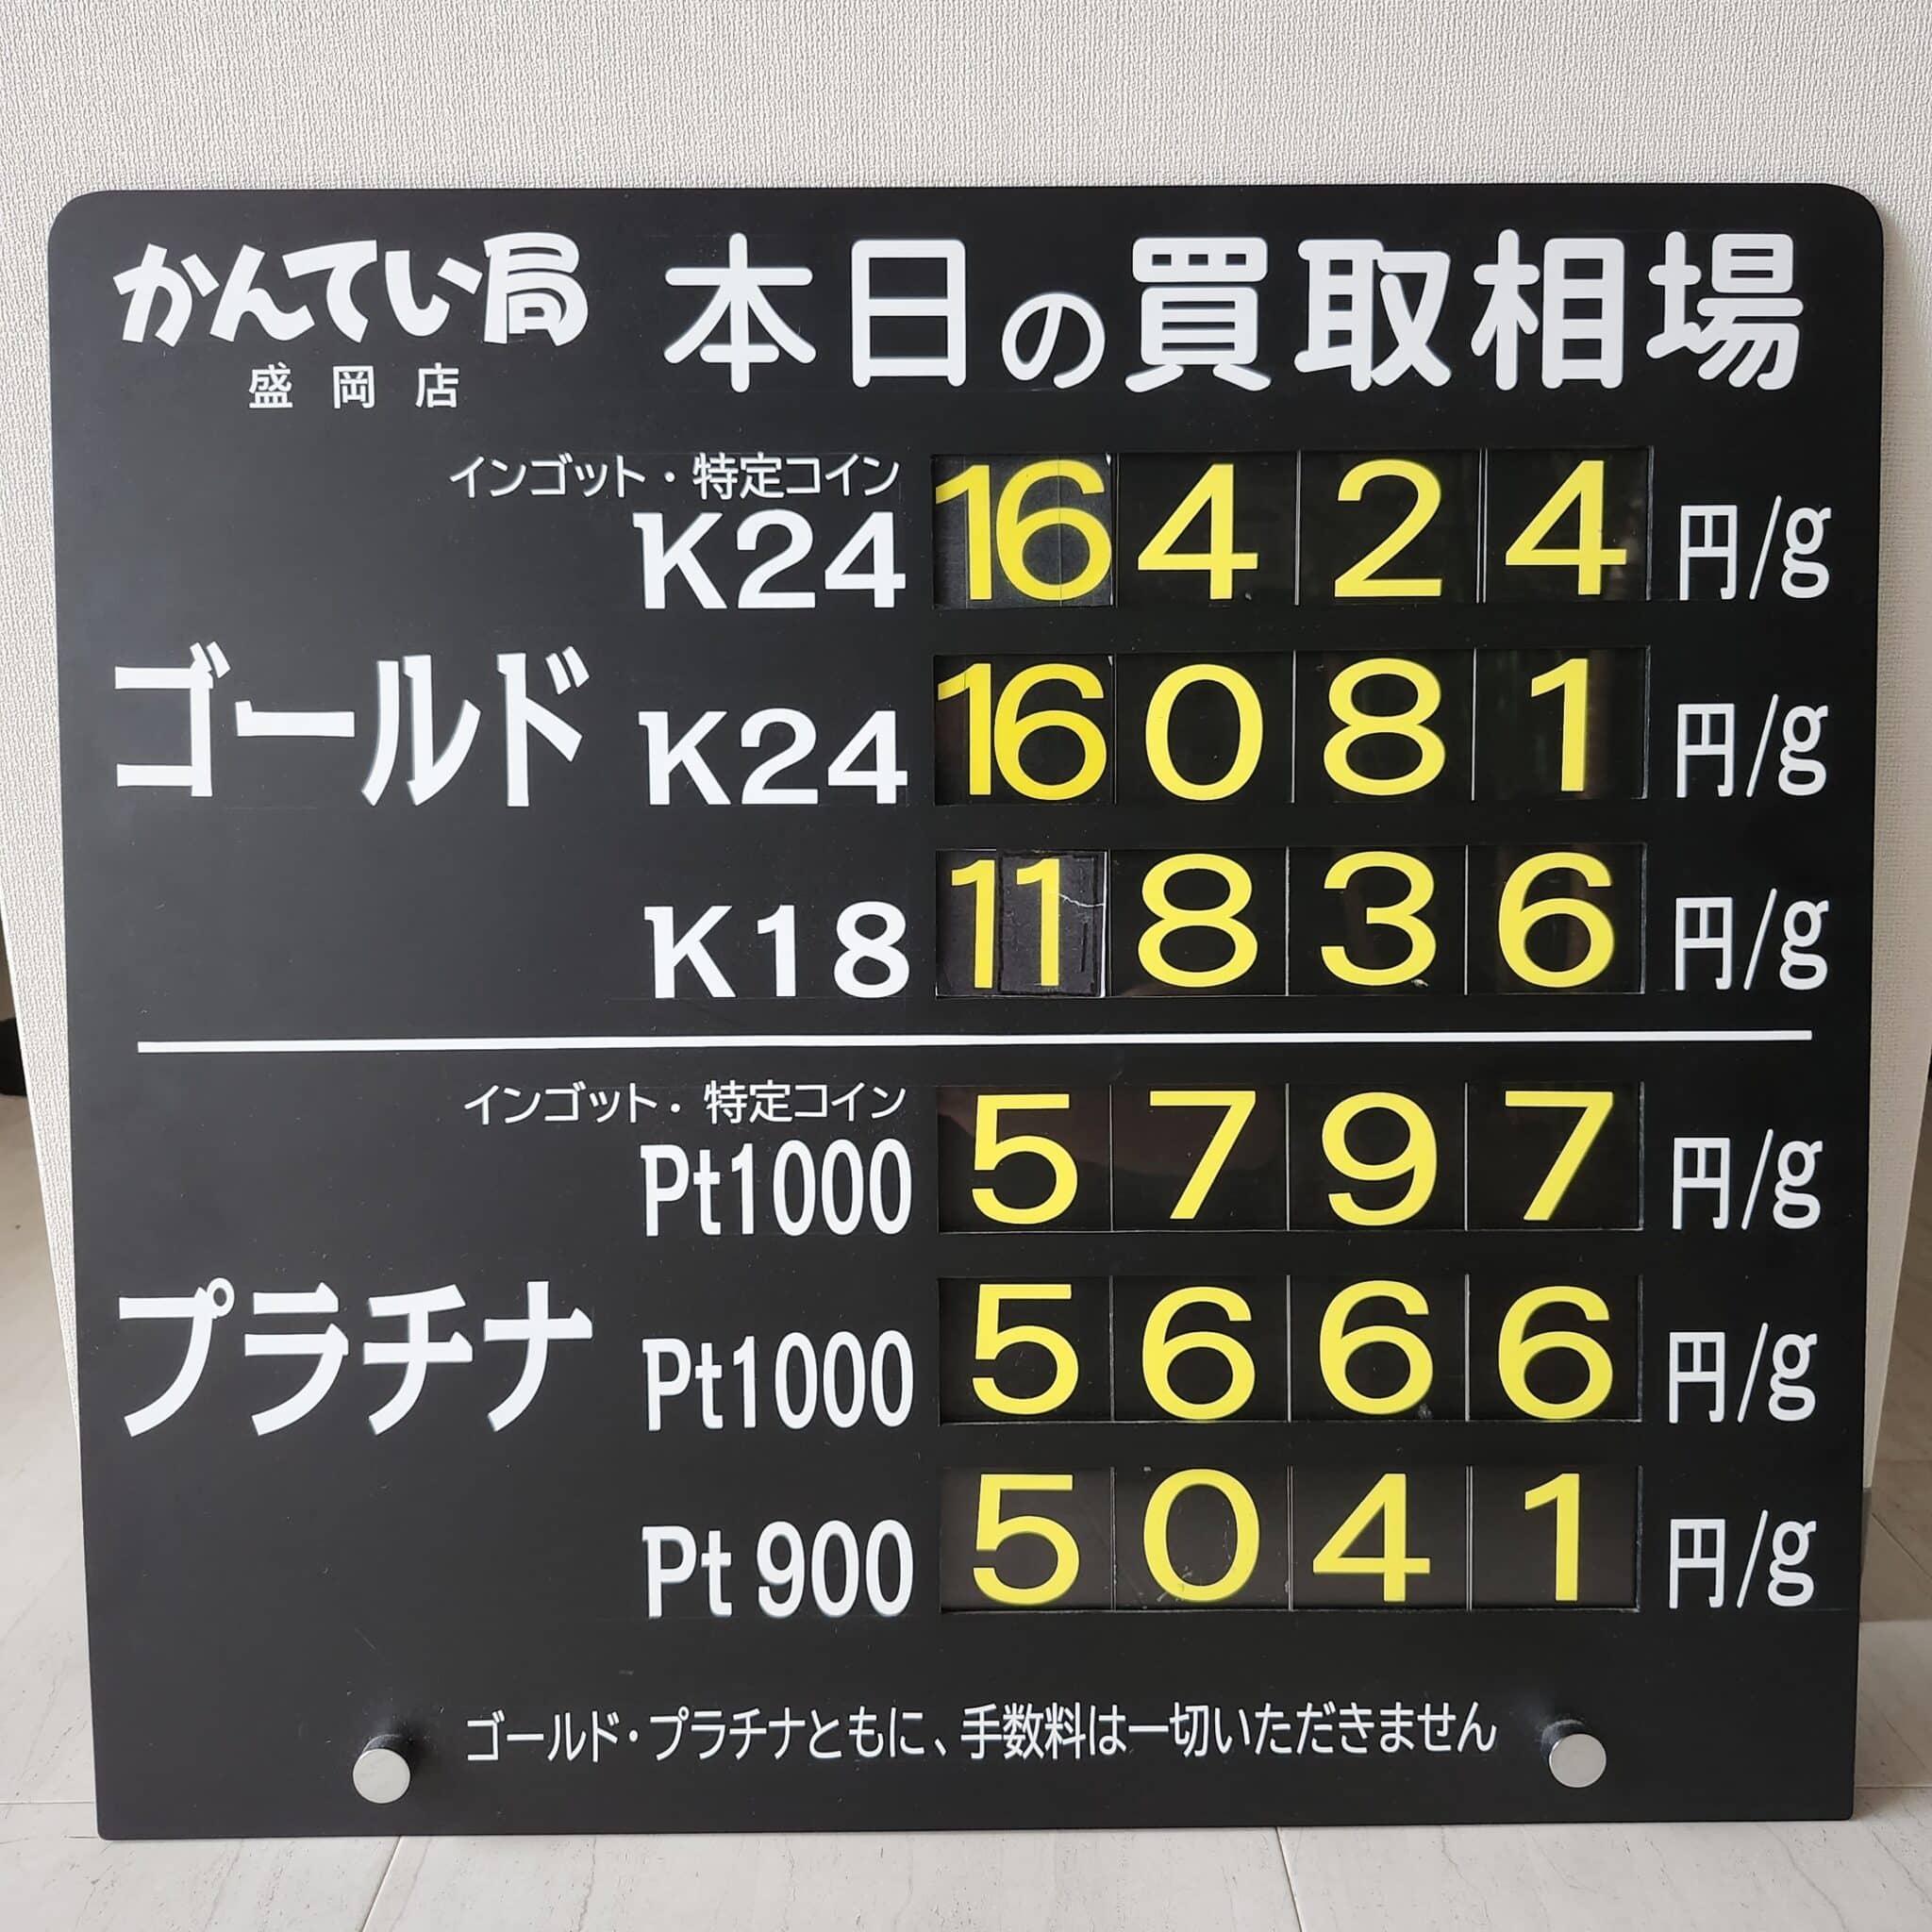 かんてい局 本日の買取相場
盛岡店
インゴット・特定コイン
K24 16424 円/g
ゴールド K24 16081 円/g
K18 11836 円/g
インゴット・特定コイン
Pt1000 5797 円/g
プラチナ Pt1000 5666 円/g
Pt 900 5041 円/g
ゴールド・プラチナともに、手数料は一切いただきません